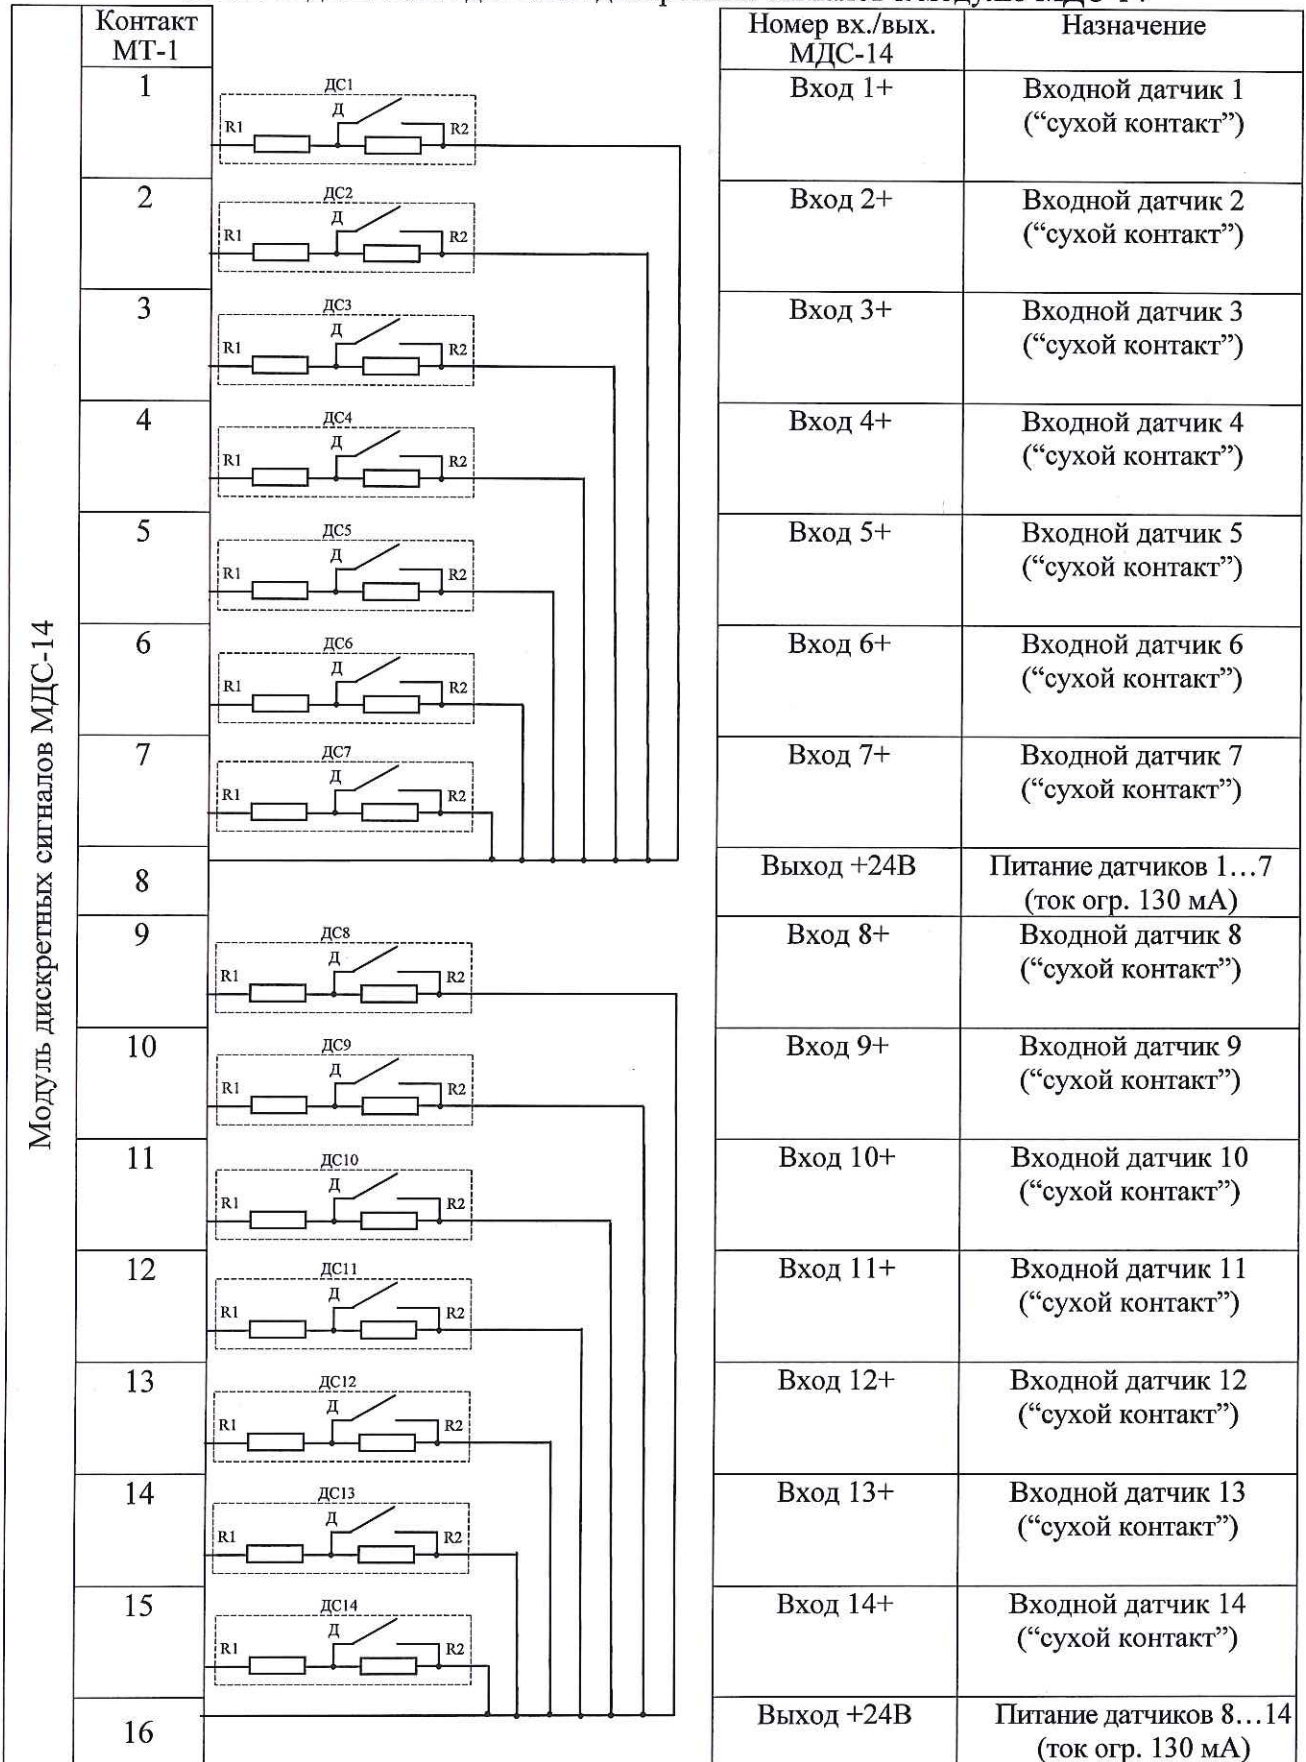 Контакт
МТ-1
Номер вх./вых.
МДС-14
Назначение
Модуль дискретных сигналов МДС-14
1
ДС1
Д
R1
R2
Вход 1+
Входной датчик 1
(“сухой контакт”)
2
ДС2
Д
R1
R2
Вход 2+
Входной датчик 2
(“сухой контакт”)
3
ДС3
Д
R1
R2
Вход 3+
Входной датчик 3
(“сухой контакт”)
4
ДС4
Д
R1
R2
Вход 4+
Входной датчик 4
(“сухой контакт”)
5
ДС5
Д
R1
R2
Вход 5+
Входной датчик 5
(“сухой контакт”)
6
ДС6
Д
R1
R2
Вход 6+
Входной датчик 6
(“сухой контакт”)
7
ДС7
Д
R1
R2
Вход 7+
Входной датчик 7
(“сухой контакт”)
8
Выход +24В
Питание датчиков 1…7
(ток огр. 130 мА)
9
ДС8
Д
R1
R2
Вход 8+
Входной датчик 8
(“сухой контакт”)
10
ДС9
Д
R1
R2
Вход 9+
Входной датчик 9
(“сухой контакт”)
11
ДС10
Д
R1
R2
Вход 10+
Входной датчик 10
(“сухой контакт”)
12
ДС11
Д
R1
R2
Вход 11+
Входной датчик 11
(“сухой контакт”)
13
ДС12
Д
R1
R2
Вход 12+
Входной датчик 12
(“сухой контакт”)
14
ДС13
Д
R1
R2
Вход 13+
Входной датчик 13
(“сухой контакт”)
15
ДС14
Д
R1
R2
Вход 14+
Входной датчик 14
(“сухой контакт”)
16
Выход +24В
Питание датчиков 8…14
(ток огр. 130 мА)